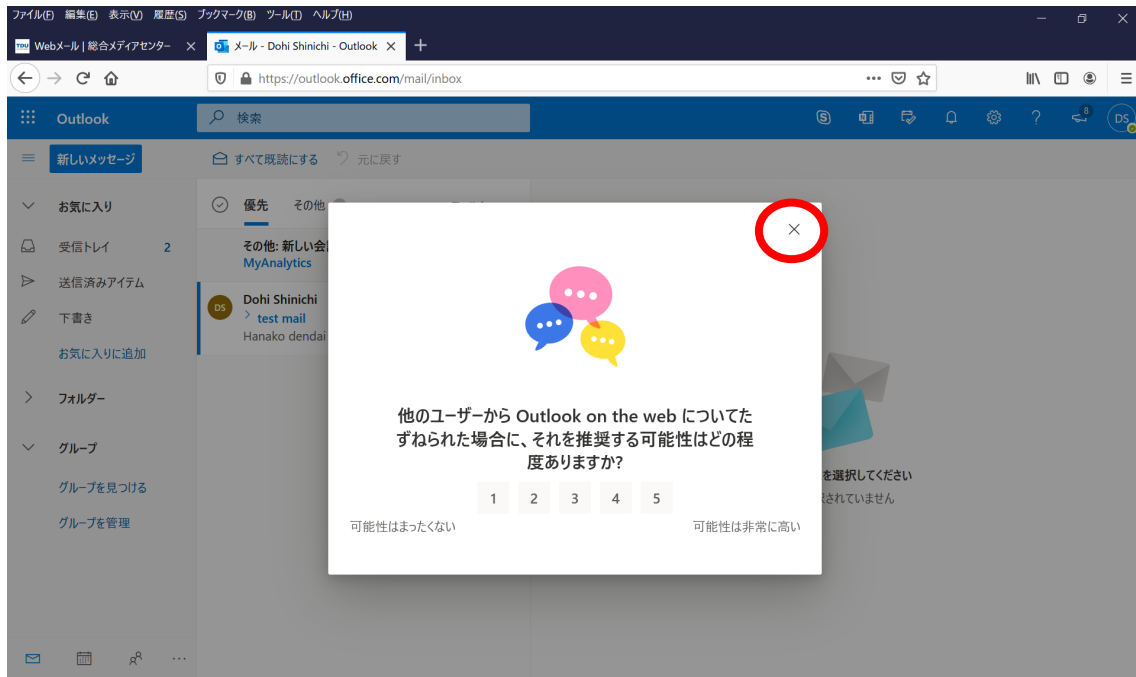 ファイル(F) 編集(E) 表示(V) 履歴(S) ブックマーク(B) ツール(T) ヘルプ(H)
TDU Webメール | 総合メディアセンター
メール - Dohi Shinichi - Outlook
https://outlook.office.com/mail/inbox
Outlook
検索
8
DS
新しいメッセージ
すべて既読にする
元に戻す
お気に入り
受信トレイ 2
送信済みアイテム
下書き
お気に入りに追加
フォルダー
グループ
グループを見つける
グループを管理
優先 その他
その他: 新しい会
MyAnalytics
DS
Dohi Shinichi
test mail
Hanako dendai
他のユーザーから Outlook on the web についてた
ずねられた場合に、それを推奨する可能性はどの程
度ありますか?
1 2 3 4 5
可能性はまったくない
可能性は非常に高い
を選択してください
されていません